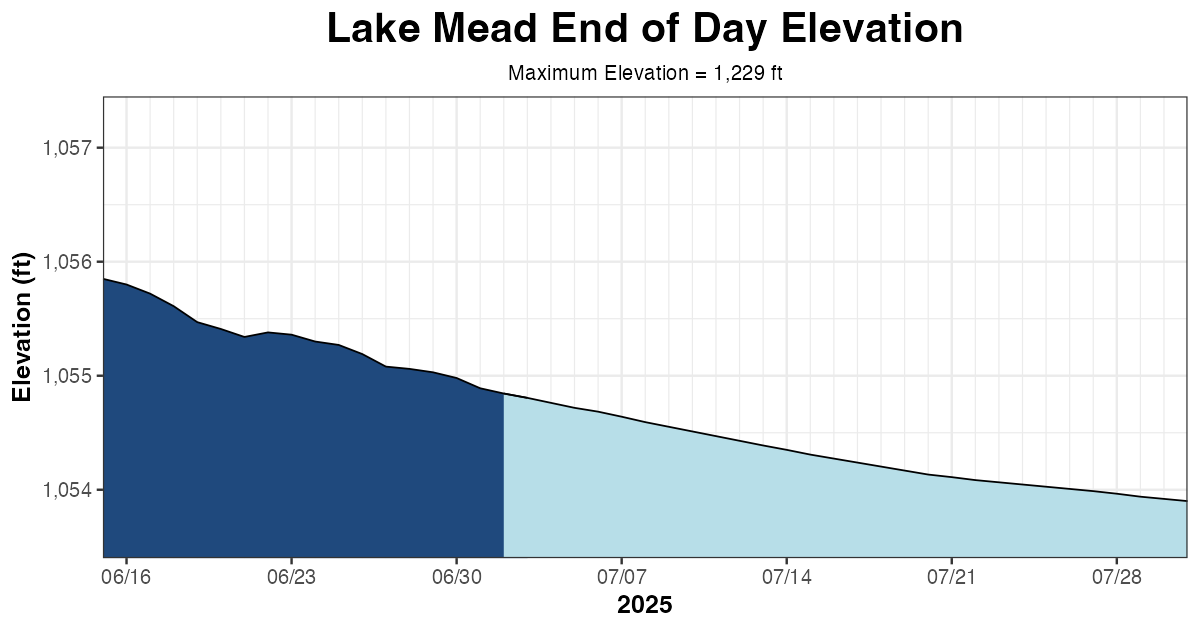 Lake Mead End of Day Elevation
Maximum Elevation = 1,229 ft
Elevation (ft)
1,057
1,056
1,055
1,054
06/16 06/23 06/30 07/07 07/14 07/21 07/28
2025